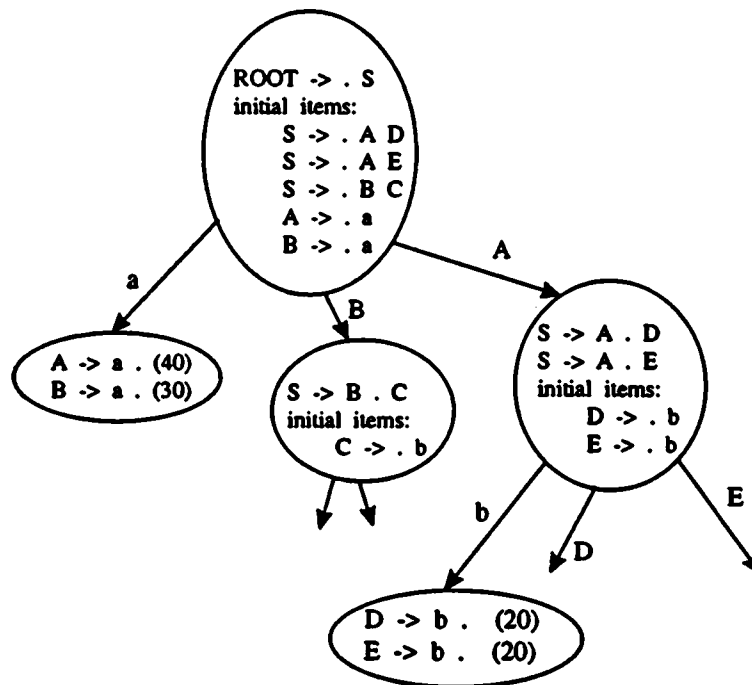 ROOT -> . S
initial items:
S -> . A D
S -> . A E
S -> . B C
A -> . a
B -> . a
a
B
A
A -> a . (40)
B -> a . (30)
S -> B . C
initial items:
C -> . b
S -> A . D
S -> A . E
initial items:
D -> . b
E -> . b
b
D
E
D -> b . (20)
E -> b . (20)